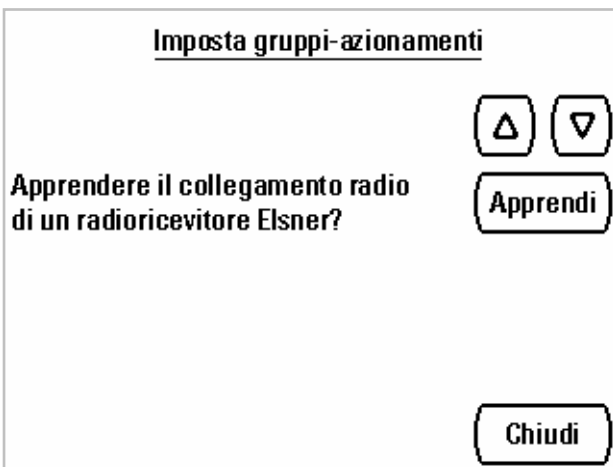 Imposta gruppi-azionamenti
Apprendere il collegamento radio
di un radioricevitore Elsner?
Apprendi
Chiudi